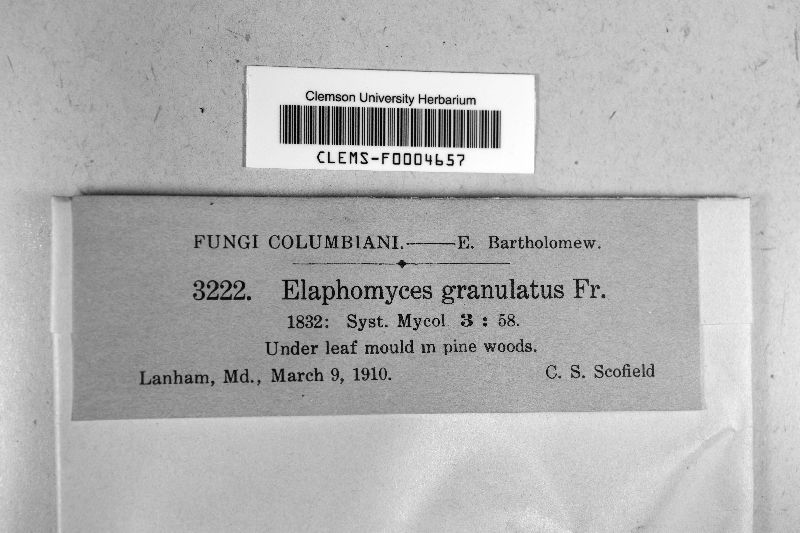 Clemson University Herbarium
CLEMS-F0004657
FUNGI COLUMBIANI.—E. Bartholomew.
3222. Elaphomyces granulatus Fr.
1832: Syst. Mycol 3 : 58.
Under leaf mould in pine woods.
Lanham, Md., March 9, 1910. C. S. Scofield